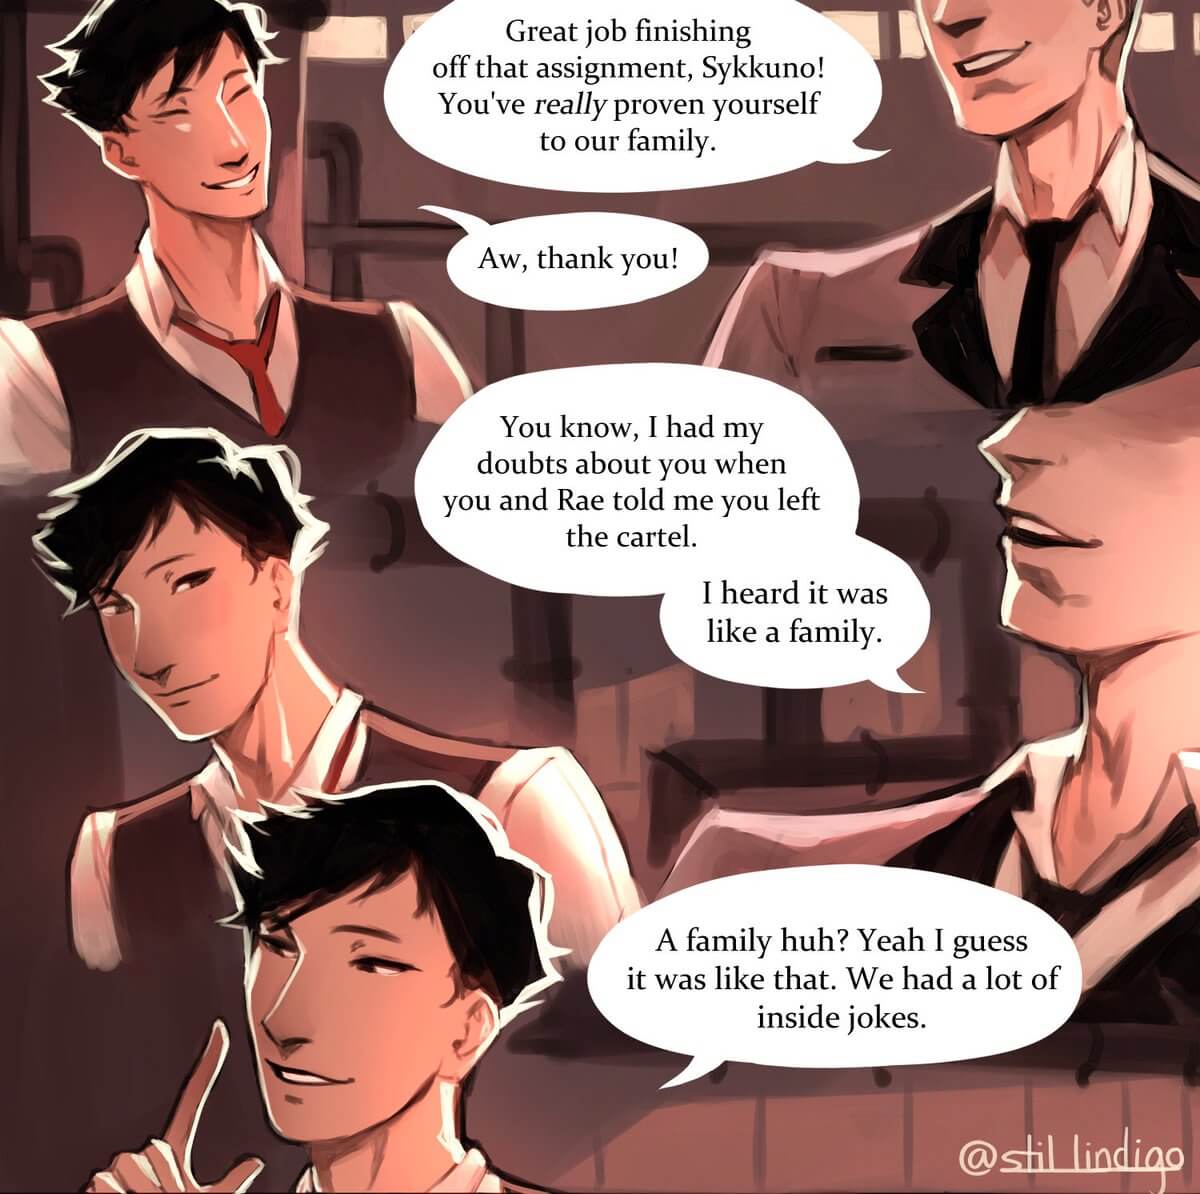 Great job finishing
off that assignment, Sykkuno!
You've really proven yourself
to our family.
Aw, thank you!
You know, I had my
doubts about you when
you and Rae told me you left
the cartel.
I heard it was
like a family.
A family huh? Yeah I guess
it was like that. We had a lot of
inside jokes.
@stil lindigo